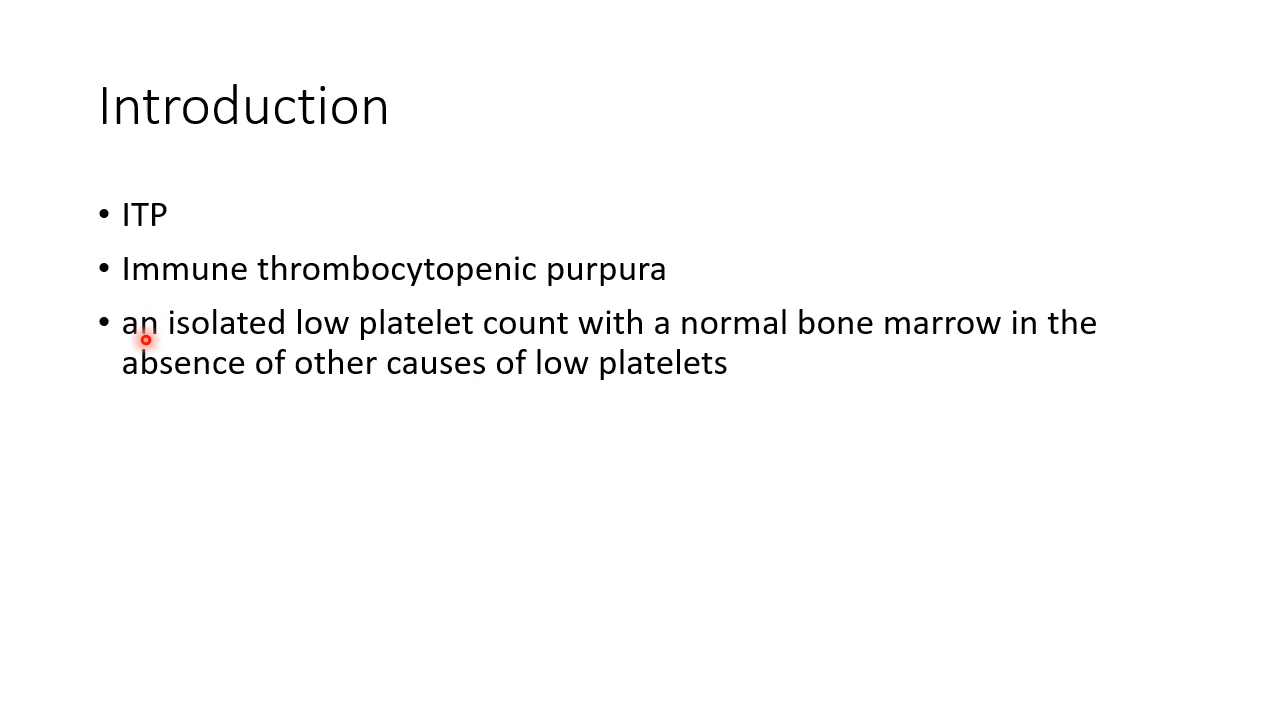 Introduction
• ITP
• Immune thrombocytopenic purpura
• an isolated low platelet count with a normal bone marrow in the
absence of other causes of low platelets